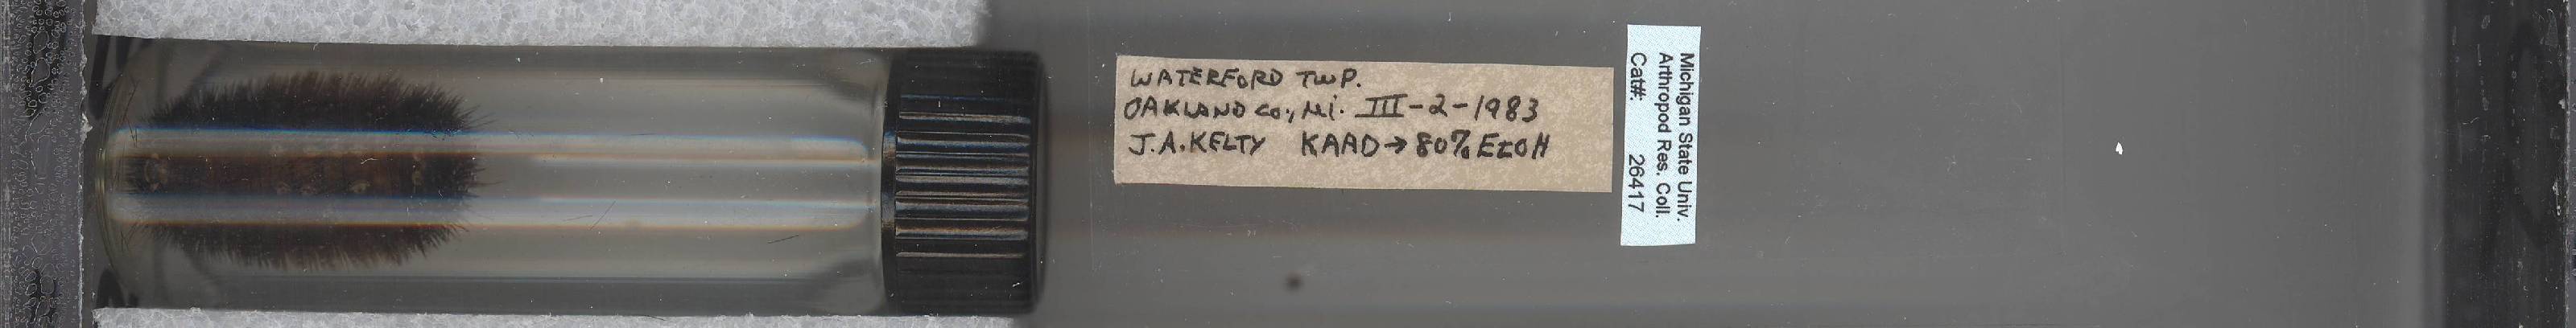 WATERFORD TWP.
OAKLAND CO., Mi. III-2-1983
J.A. KELTY KAAD→80% EtOH
Michigan State Univ.
Arthropod Res. Coll.
Cat#: 26417